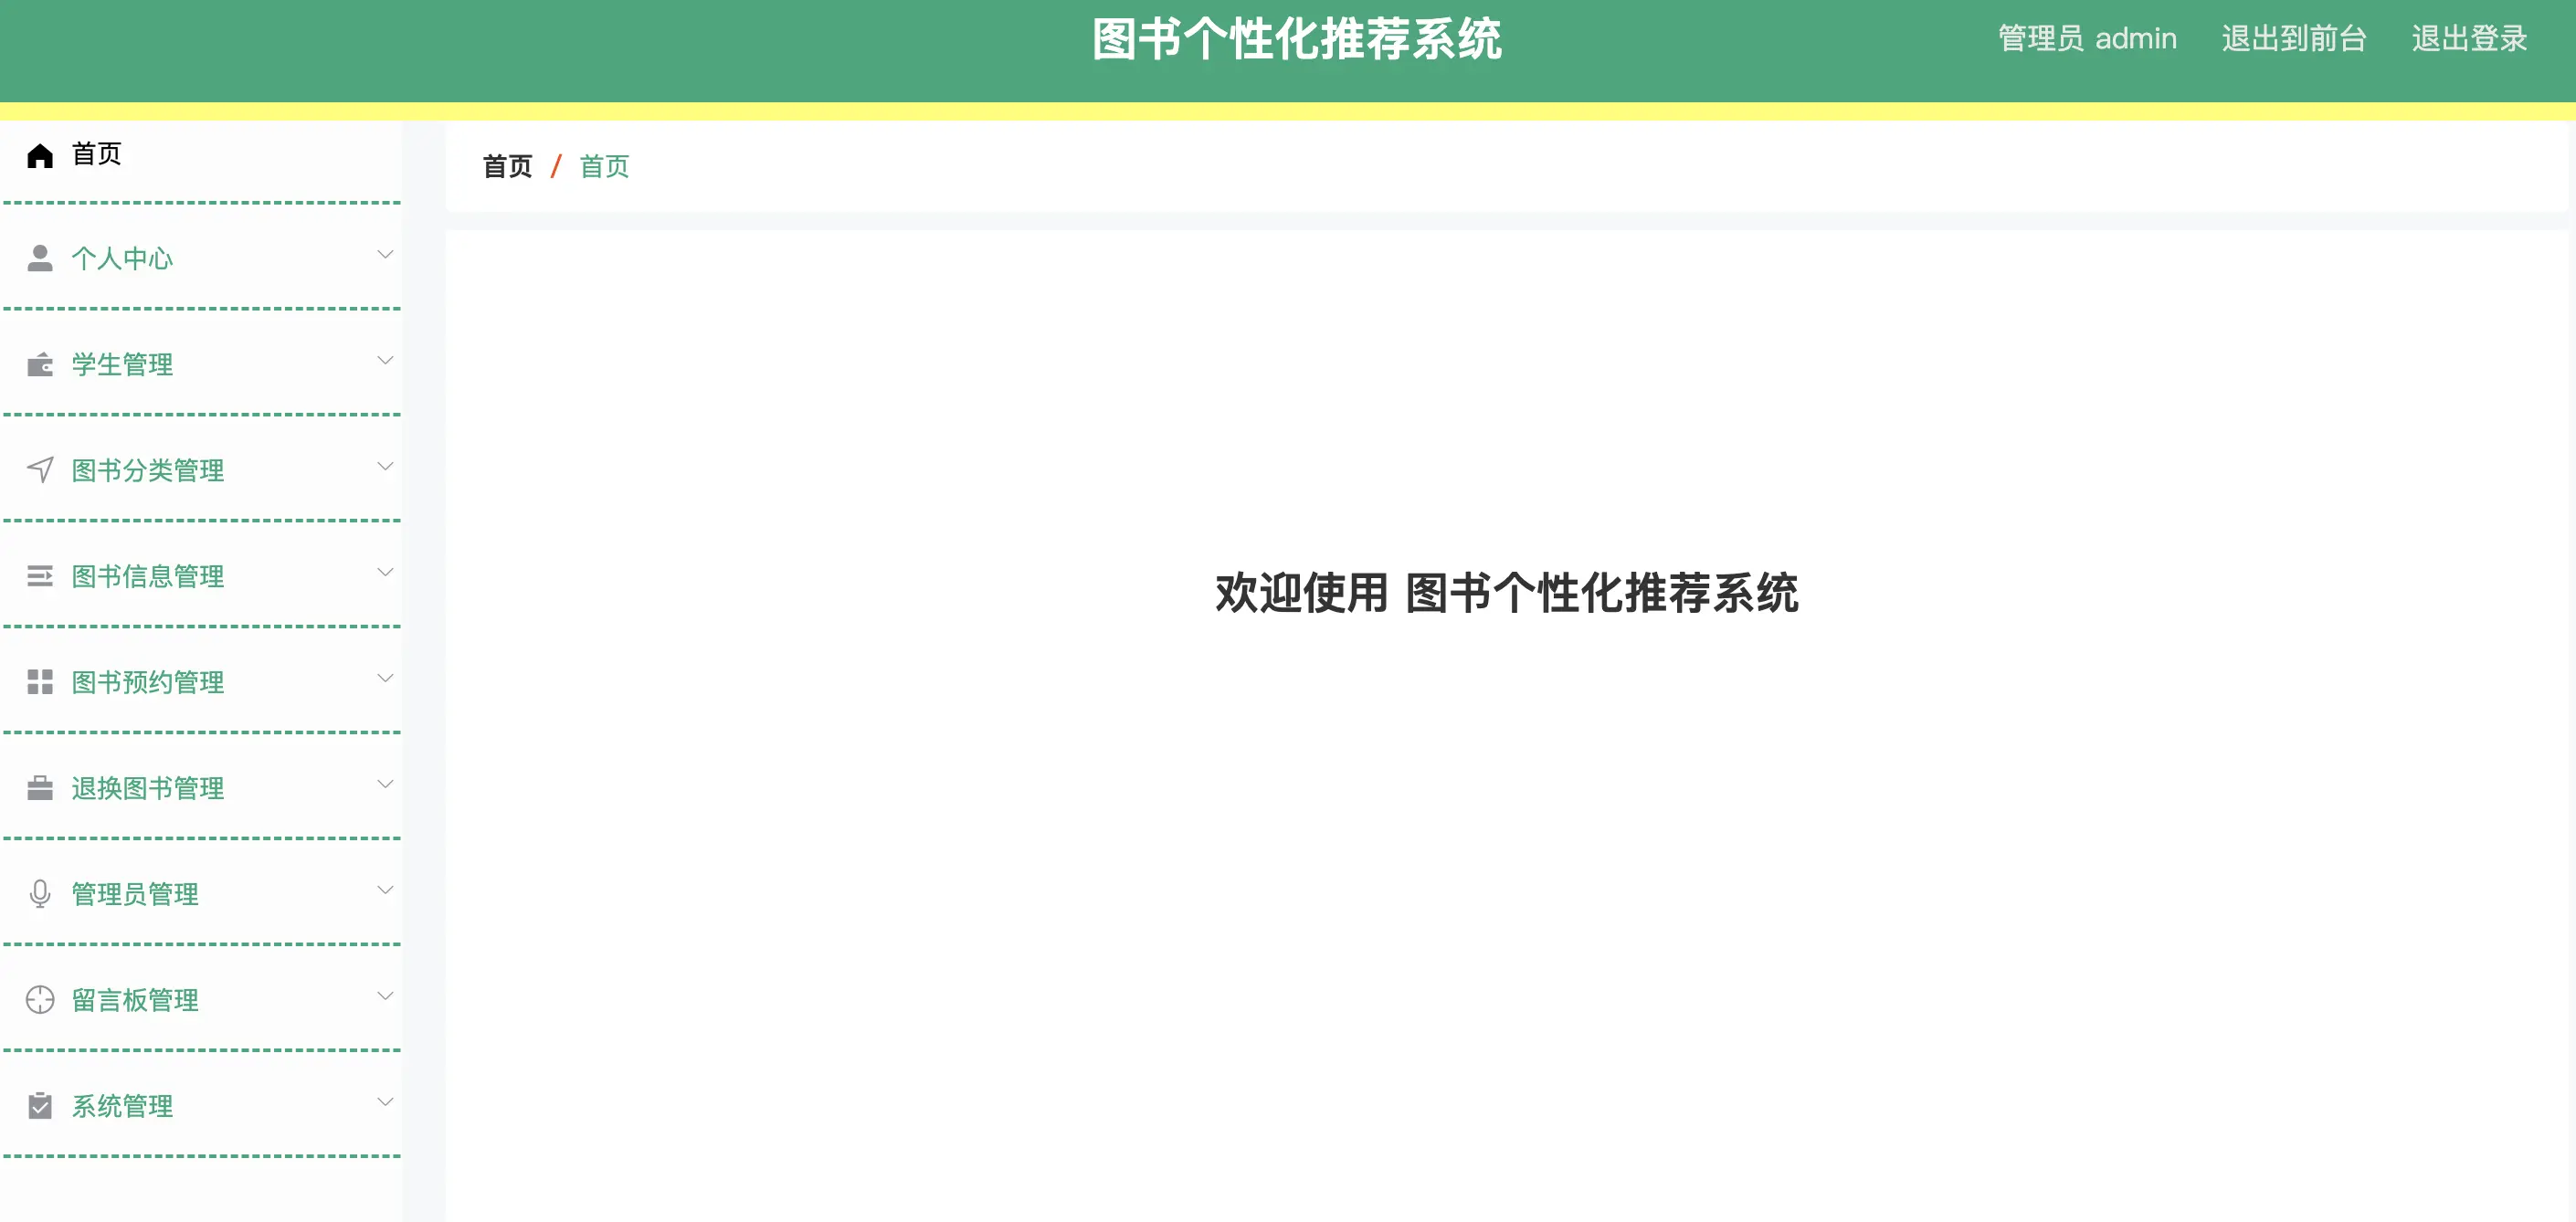 图书个性化推荐系统
管理员 admin 退出到前台 退出登录
首页
首页 / 首页
个人中心
学生管理
图书分类管理
图书信息管理
图书预约管理
退换图书管理
管理员管理
留言板管理
系统管理
欢迎使用 图书个性化推荐系统